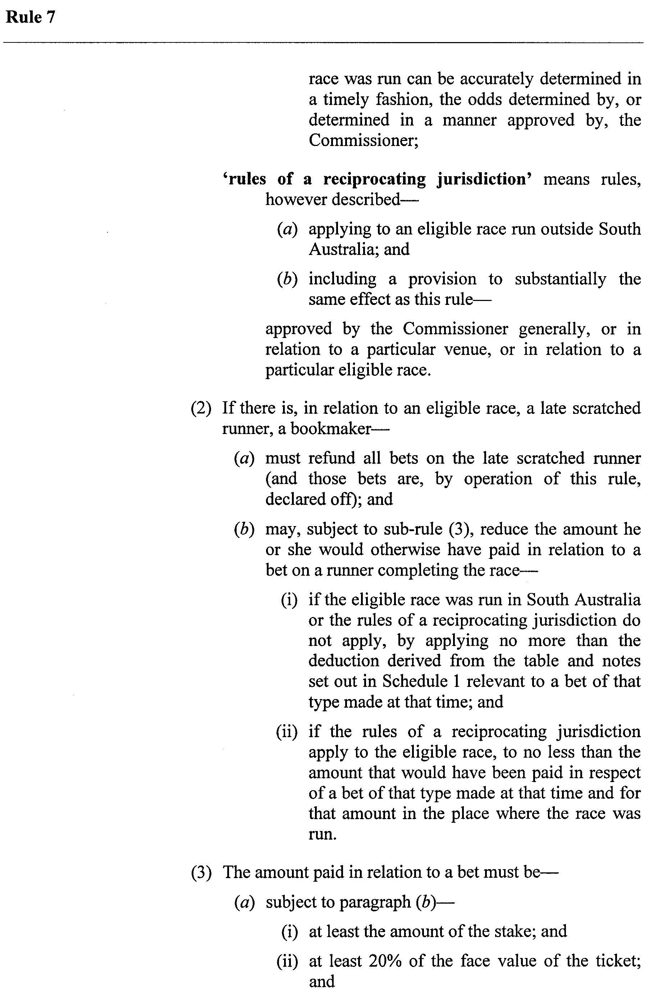 Rule 7
race was run can be accurately determined in
a timely fashion, the odds determined by, or
determined in a manner approved by, the
Commissioner;
‘rules of a reciprocating jurisdiction’ means rules,
however described—
(a) applying to an eligible race run outside South
Australia; and
(b) including a provision to substantially the
same effect as this rule—
approved by the Commissioner generally, or in
relation to a particular venue, or in relation to a
particular eligible race.
(2) If there is, in relation to an eligible race, a late scratched
runner, a bookmaker—
(a) must refund all bets on the late scratched runner
(and those bets are, by operation of this rule,
declared off); and
(b) may, subject to sub-rule (3), reduce the amount he
or she would otherwise have paid in relation to a
bet on a runner completing the race—
(i) if the eligible race was run in South Australia
or the rules of a reciprocating jurisdiction do
not apply, by applying no more than the
deduction derived from the table and notes
set out in Schedule 1 relevant to a bet of that
type made at that time; and
(ii) if the rules of a reciprocating jurisdiction
apply to the eligible race, to no less than the
amount that would have been paid in respect
of a bet of that type made at that time and for
that amount in the place where the race was
run.
(3) The amount paid in relation to a bet must be—
(a) subject to paragraph (b)—
(i) at least the amount of the stake; and
(ii) at least 20% of the face value of the ticket;
and